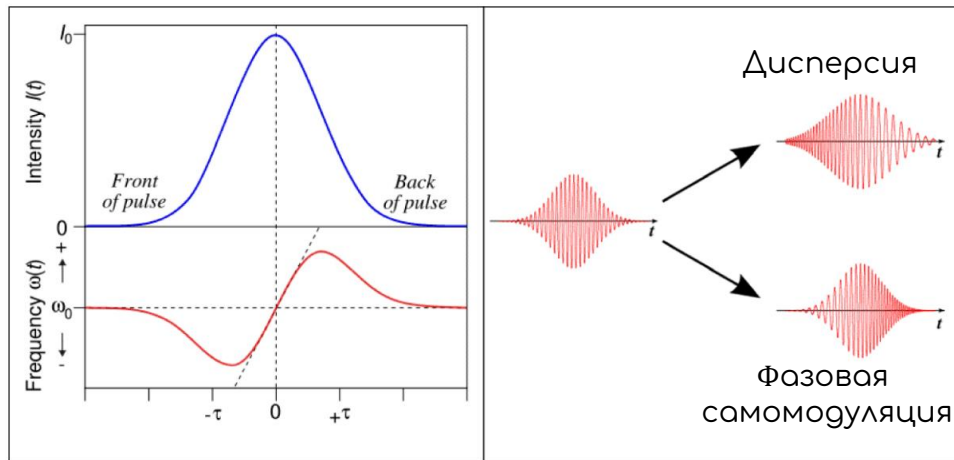 I₀
Intensity I(t)
Front
of pulse
Back
of pulse
0
+
Frequency ω(t)
ω₀
-
-τ
0
+τ
Дисперсия
t
t
t
Фазовая
самомодуляция